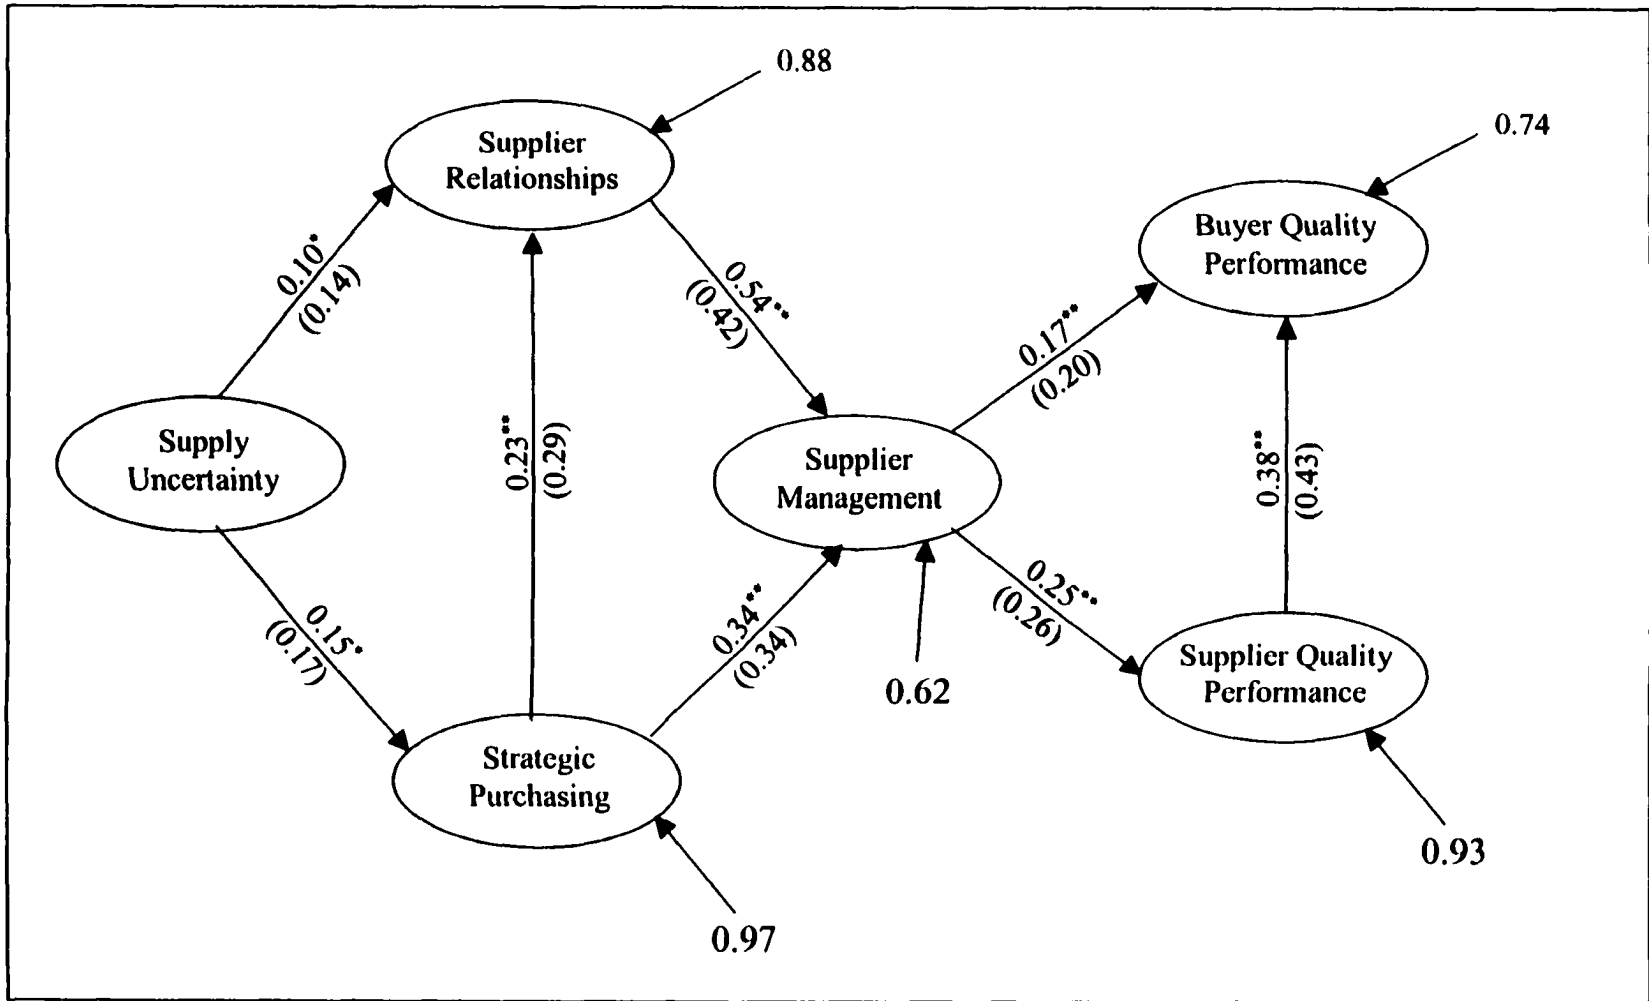 0.88
Supplier
Relationships
0.74
Buyer Quality
Performance
0.10*
(0.14)
0.54**
(0.42)
0.17**
(0.20)
Supply
Uncertainty
0.23**
(0.29)
Supplier
Management
0.38**
(0.43)
0.15*
(0.17)
0.34**
(0.34)
0.25**
(0.26)
0.62
Supplier Quality
Performance
Strategic
Purchasing
0.93
0.97